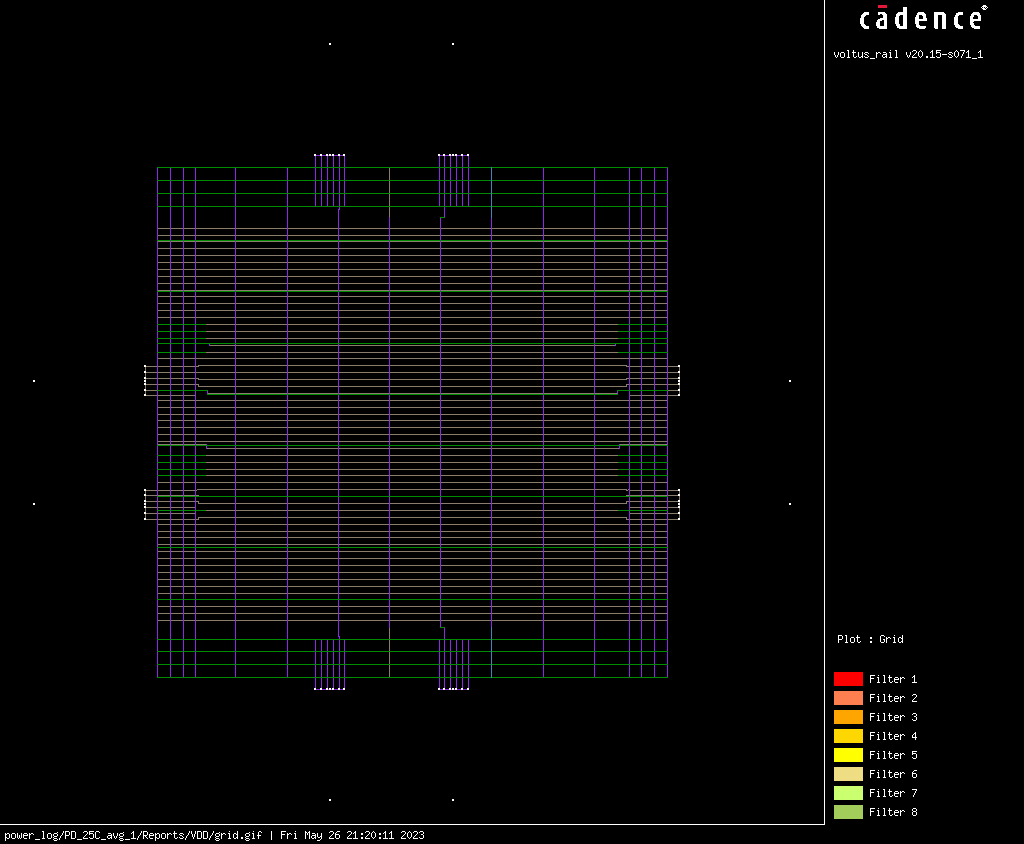 cādence®
voltus_rail v20.15-s071_1
Plot : Grid
Filter 1
Filter 2
Filter 3
Filter 4
Filter 5
Filter 6
Filter 7
Filter 8
power_log/PD_25C_avg_1/Reports/VDD/grid.gif | Fri May 26 21:20:11 2023